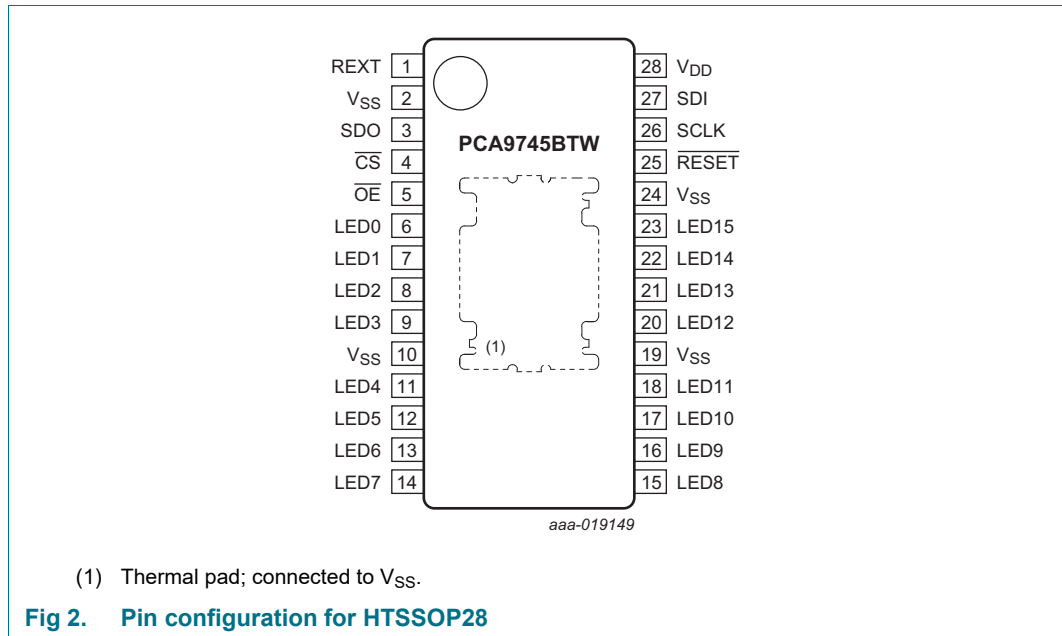 REXT 1 28 VDD
VSS 2 27 SDI
SDO 3 26 SCLK
PCA9745BTW
C̅S̅ 4 25 R̅E̅S̅E̅T̅
O̅E̅ 5 24 VSS
LED0 6 23 LED15
LED1 7 22 LED14
LED2 8 21 LED13
LED3 9 20 LED12
(1)
VSS 10 19 VSS
LED4 11 18 LED11
LED5 12 17 LED10
LED6 13 16 LED9
LED7 14 15 LED8
aaa-019149
(1) Thermal pad; connected to VSS.
Fig 2. Pin configuration for HTSSOP28